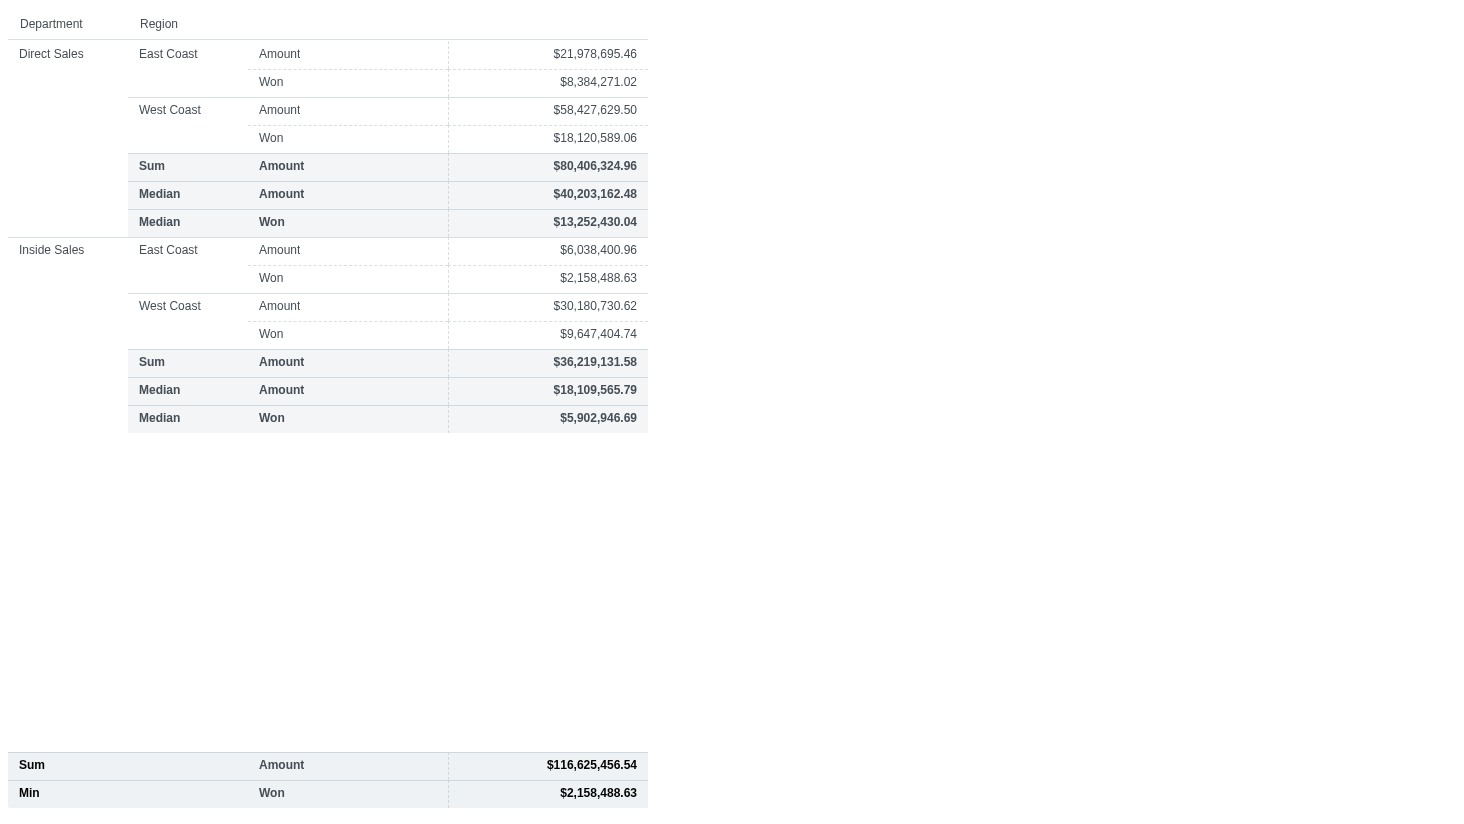 Department Region
Direct Sales East Coast Amount $21,978,695.46
Won $8,384,271.02
West Coast Amount $58,427,629.50
Won $18,120,589.06
Sum Amount $80,406,324.96
Median Amount $40,203,162.48
Median Won $13,252,430.04
Inside Sales East Coast Amount $6,038,400.96
Won $2,158,488.63
West Coast Amount $30,180,730.62
Won $9,647,404.74
Sum Amount $36,219,131.58
Median Amount $18,109,565.79
Median Won $5,902,946.69
Sum Amount $116,625,456.54
Min Won $2,158,488.63